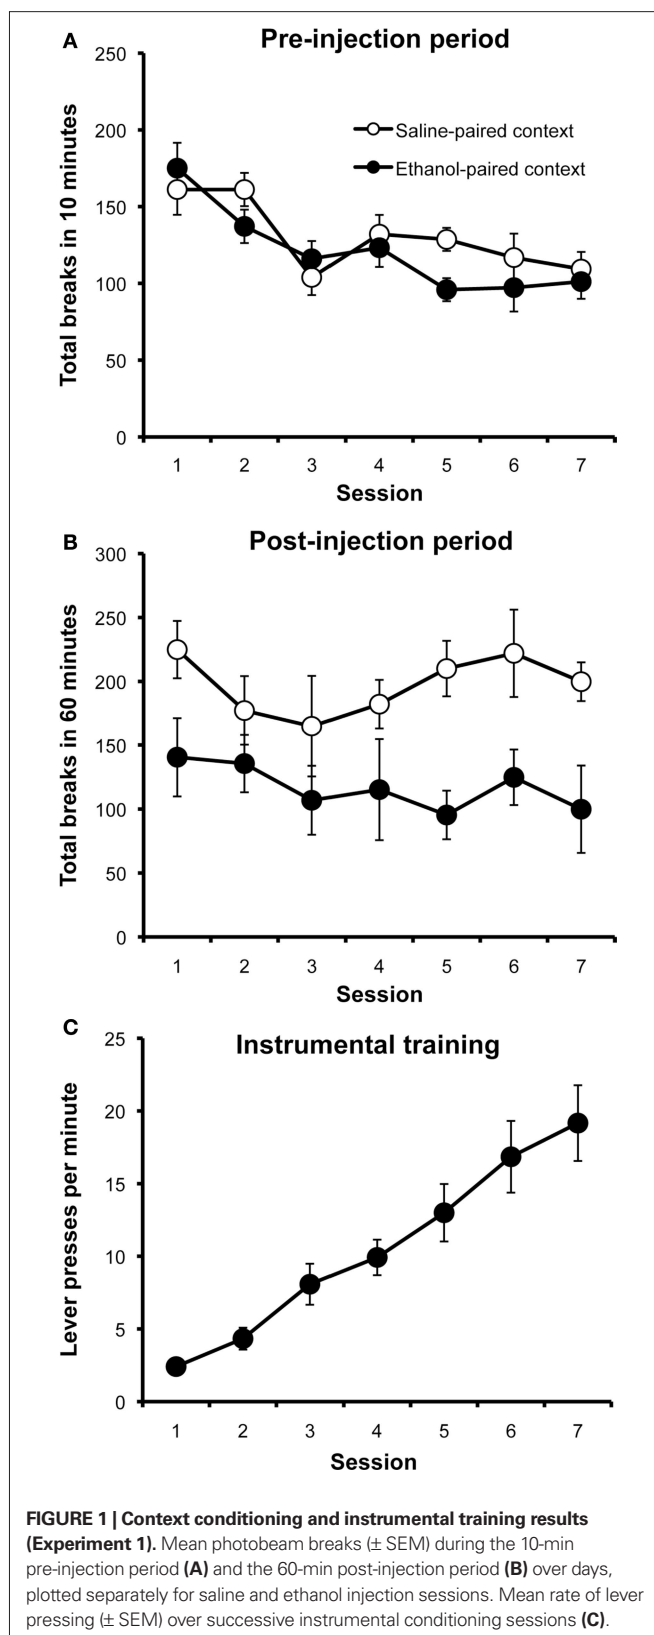 A Pre-injection period
250
200
150
100
50
0
Total breaks in 10 minutes
Saline-paired context
Ethanol-paired context
1 2 3 4 5 6 7
Session
B Post-injection period
300
250
200
150
100
50
0
Total breaks in 60 minutes
1 2 3 4 5 6 7
Session
C Instrumental training
25
20
15
10
5
0
Lever presses per minute
1 2 3 4 5 6 7
Session
FIGURE 1 | Context conditioning and instrumental training results
(Experiment 1). Mean photobeam breaks (± SEM) during the 10-min
pre-injection period (A) and the 60-min post-injection period (B) over days,
plotted separately for saline and ethanol injection sessions. Mean rate of lever
pressing (± SEM) over successive instrumental conditioning sessions (C).